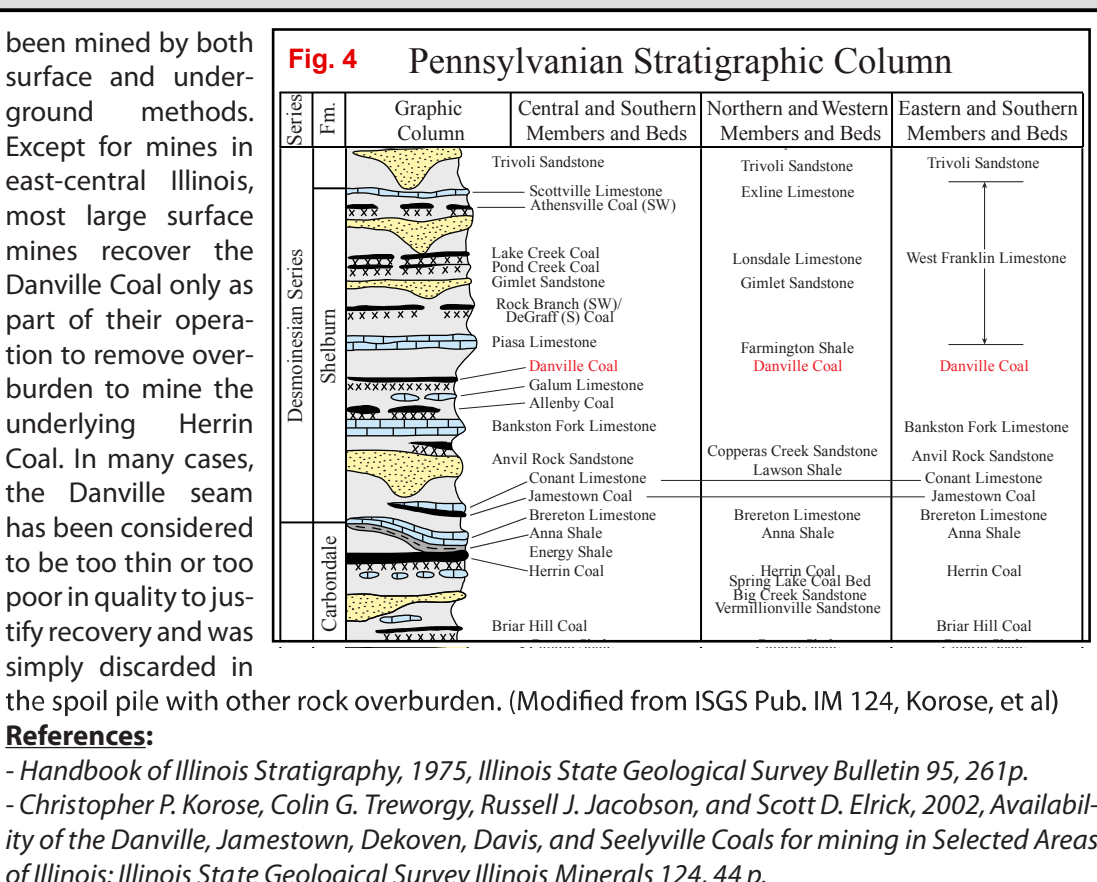 been mined by both
surface and under-
ground methods.
Except for mines in
east-central Illinois,
most large surface
mines recover the
Danville Coal only as
part of their opera-
tion to remove over-
burden to mine the
underlying Herrin
Coal. In many cases,
the Danville seam
has been considered
to be too thin or too
poor in quality to jus-
tify recovery and was
simply discarded in
the spoil pile with other rock overburden. (Modified from ISGS Pub. IM 124, Korose, et al)
Fig. 4 Pennsylvanian Stratigraphic Column
Series
Fm.
Graphic
Column
Central and Southern
Members and Beds
Northern and Western
Members and Beds
Eastern and Southern
Members and Beds
Desmoinesian Series
Shelburn
Carbondale
Trivoli Sandstone
Scottville Limestone
Athensville Coal (SW)
Lake Creek Coal
Pond Creek Coal
Gimlet Sandstone
Rock Branch (SW)/
DeGraff (S) Coal
Piasa Limestone
Danville Coal
Galum Limestone
Allenby Coal
Bankston Fork Limestone
Anvil Rock Sandstone
Conant Limestone
Jamestown Coal
Brereton Limestone
Anna Shale
Energy Shale
Herrin Coal
Briar Hill Coal
Trivoli Sandstone
Exline Limestone
Lonsdale Limestone
Gimlet Sandstone
Farmington Shale
Danville Coal
Copperas Creek Sandstone
Lawson Shale
Brereton Limestone
Anna Shale
Herrin Coal
Spring Lake Coal Bed
Big Creek Sandstone
Vermillionville Sandstone
Trivoli Sandstone
West Franklin Limestone
Danville Coal
Bankston Fork Limestone
Anvil Rock Sandstone
Conant Limestone
Jamestown Coal
Brereton Limestone
Anna Shale
Herrin Coal
Briar Hill Coal
References:
- Handbook of Illinois Stratigraphy, 1975, Illinois State Geological Survey Bulletin 95, 261p.
- Christopher P. Korose, Colin G. Treworgy, Russell J. Jacobson, and Scott D. Elrick, 2002, Availabil-
ity of the Danville, Jamestown, Dekoven, Davis, and Seelyville Coals for mining in Selected Areas
of Illinois: Illinois State Geological Survey Illinois Minerals 124, 44 p.